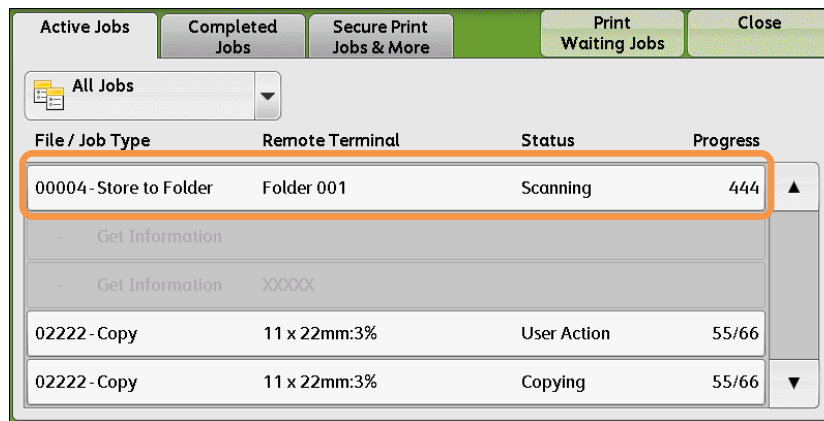 Active Jobs
Completed
Jobs
Secure Print
Jobs & More
Print
Waiting Jobs
Close
All Jobs
File / Job Type Remote Terminal Status Progress
00004 - Store to Folder Folder 001 Scanning 444
- Get Information
- Get Information XXXXX
02222 - Copy 11 x 22mm:3% User Action 55/66
02222 - Copy 11 x 22mm:3% Copying 55/66